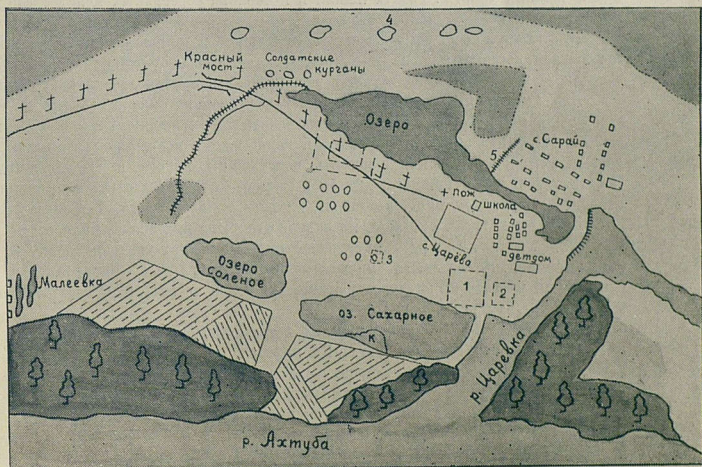 4
Красный
мост
Солдатские
курганы
Озеро
5
с. Сарай
+ пож
школа
с. Царёва
детдом
3
Озеро
соленое
Малеевка
1
2
оз. Сахарное
к
р. Царевка
р. Ахтуба